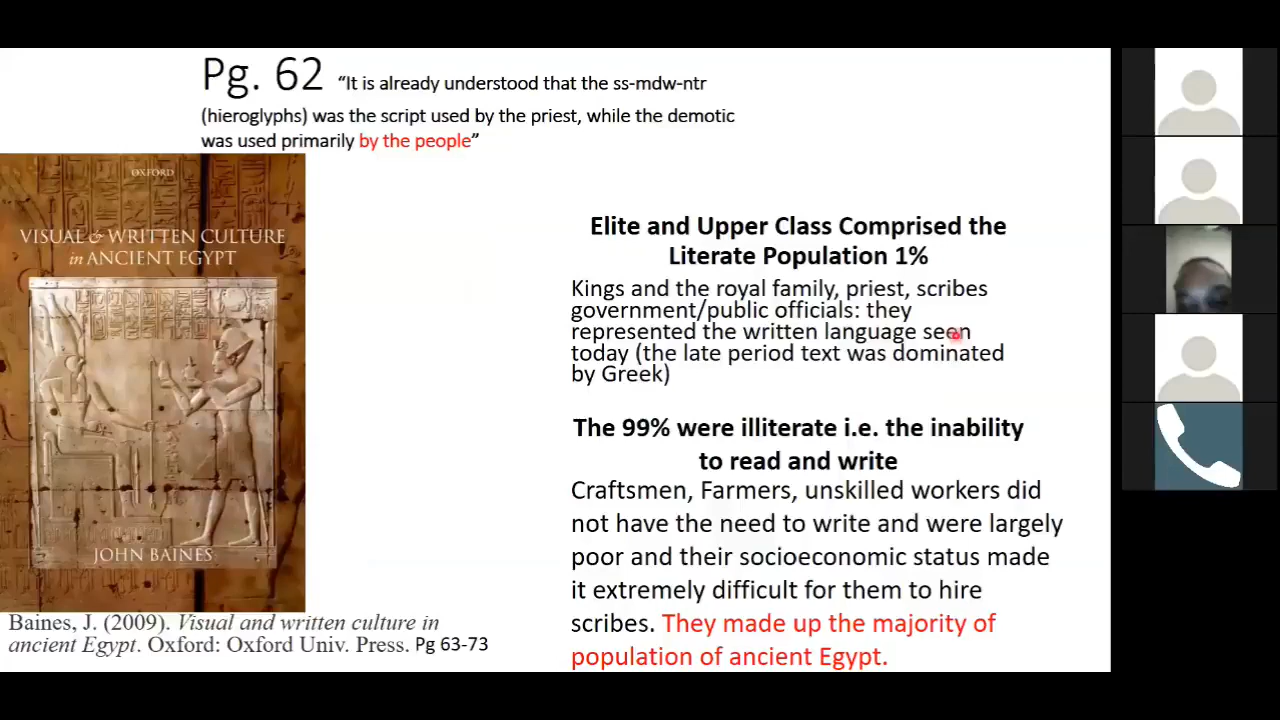 Pg. 62 “It is already understood that the ss-mdw-ntr
(hieroglyphs) was the script used by the priest, while the demotic
was used primarily by the people”
OXFORD
VISUAL & WRITTEN CULTURE
in ANCIENT EGYPT
JOHN BAINES
Baines, J. (2009). Visual and written culture in
ancient Egypt. Oxford: Oxford Univ. Press. Pg 63-73
Elite and Upper Class Comprised the
Literate Population 1%
Kings and the royal family, priest, scribes
government/public officials: they
represented the written language seen
today (the late period text was dominated
by Greek)
The 99% were illiterate i.e. the inability
to read and write
Craftsmen, Farmers, unskilled workers did
not have the need to write and were largely
poor and their socioeconomic status made
it extremely difficult for them to hire
scribes. They made up the majority of
population of ancient Egypt.